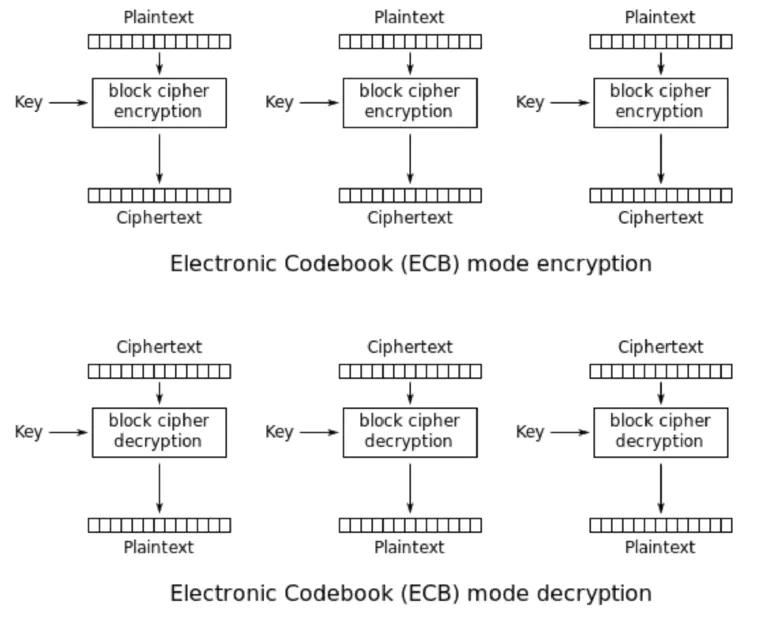 Plaintext Plaintext Plaintext
Key block cipher encryption Key block cipher encryption Key block cipher encryption
Ciphertext Ciphertext Ciphertext
Electronic Codebook (ECB) mode encryption
Ciphertext Ciphertext Ciphertext
Key block cipher decryption Key block cipher decryption Key block cipher decryption
Plaintext Plaintext Plaintext
Electronic Codebook (ECB) mode decryption